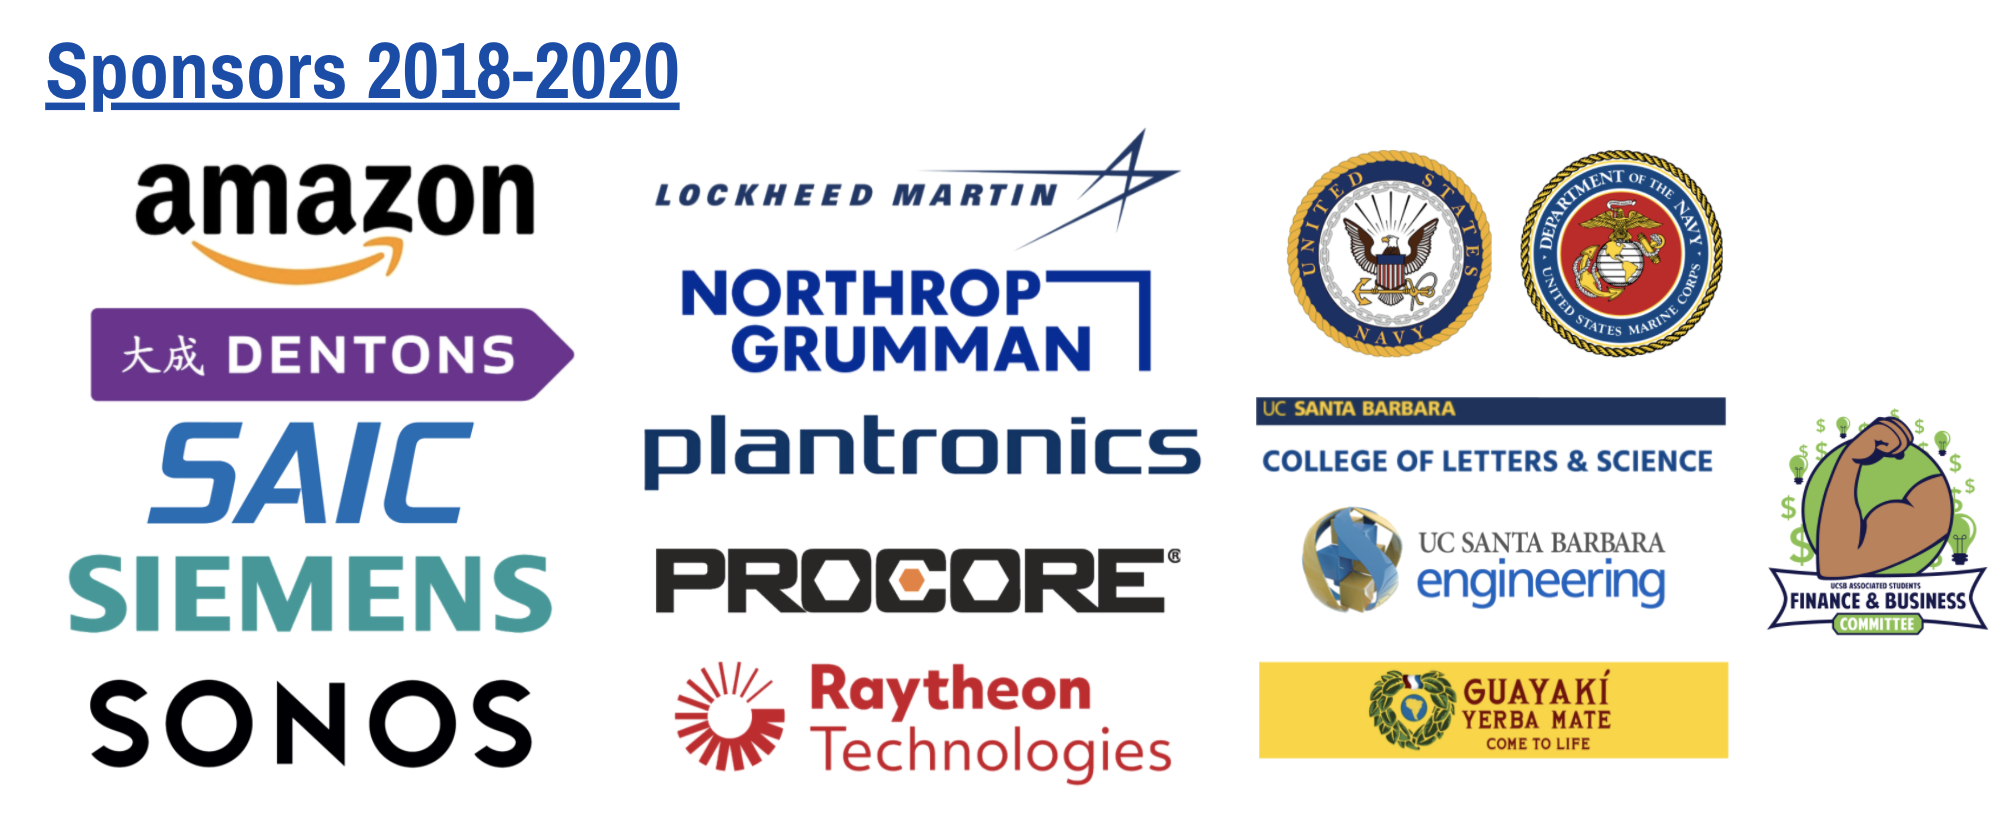 Sponsors 2018-2020
amazon
大成 DENTONS
SAIC
SIEMENS
SONOS
LOCKHEED MARTIN
NORTHROP
GRUMMAN
plantronics
PROCORE®
Raytheon
Technologies
UNITED STATES
NAVY
DEPARTMENT OF THE NAVY
UNITED STATES MARINE CORPS
UC SANTA BARBARA
COLLEGE OF LETTERS & SCIENCE
UC SANTA BARBARA
engineering
GUAYAKÍ
YERBA MATE
COME TO LIFE
$ $
$ $ $
$ $
$ $
$
UCSB ASSOCIATED STUDENTS
FINANCE & BUSINESS
COMMITTEE